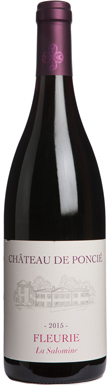 CHÂTEAU DE PONCIÉ
- 2015 -
FLEURIE
La Salomine